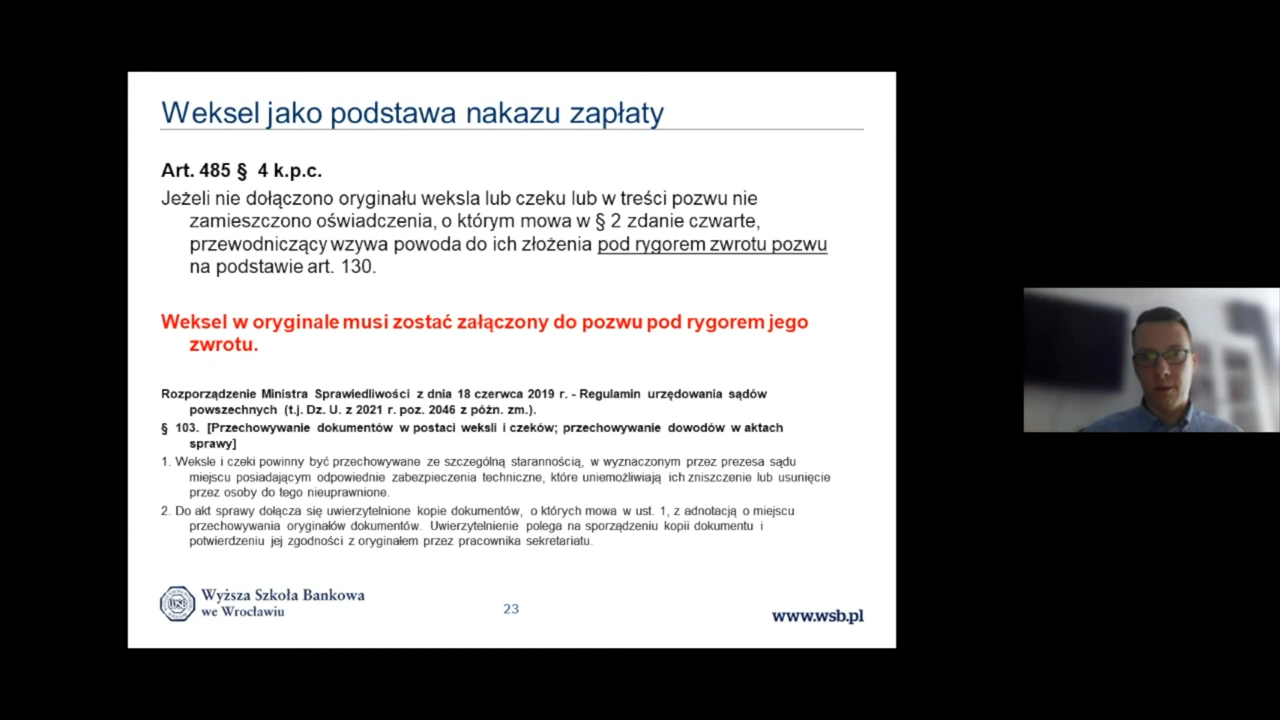 Weksel jako podstawa nakazu zapłaty
Art. 485 § 4 k.p.c.
Jeżeli nie dołączono oryginału weksla lub czeku lub w treści pozwu nie
zamieszczono oświadczenia, o którym mowa w § 2 zdanie czwarte,
przewodniczący wzywa powoda do ich złożenia pod rygorem zwrotu pozwu
na podstawie art. 130.
Weksel w oryginale musi zostać załączony do pozwu pod rygorem jego
zwrotu.
Rozporządzenie Ministra Sprawiedliwości z dnia 18 czerwca 2019 r. - Regulamin urzędowania sądów
powszechnych (t.j. Dz. U. z 2021 r. poz. 2046 z późn. zm.).
§ 103. [Przechowywanie dokumentów w postaci weksli i czeków; przechowywanie dowodów w aktach
sprawy]
1. Weksle i czeki powinny być przechowywane ze szczególną starannością, w wyznaczonym przez prezesa sądu
miejscu posiadającym odpowiednie zabezpieczenia techniczne, które uniemożliwiają ich zniszczenie lub usunięcie
przez osoby do tego nieuprawnione.
2. Do akt sprawy dołącza się uwierzytelnione kopie dokumentów, o których mowa w ust. 1, z adnotacją o miejscu
przechowywania oryginałów dokumentów. Uwierzytelnienie polega na sporządzeniu kopii dokumentu i
potwierdzeniu jej zgodności z oryginałem przez pracownika sekretariatu.
WSB
Wyższa Szkoła Bankowa
we Wrocławiu
23
www.wsb.pl